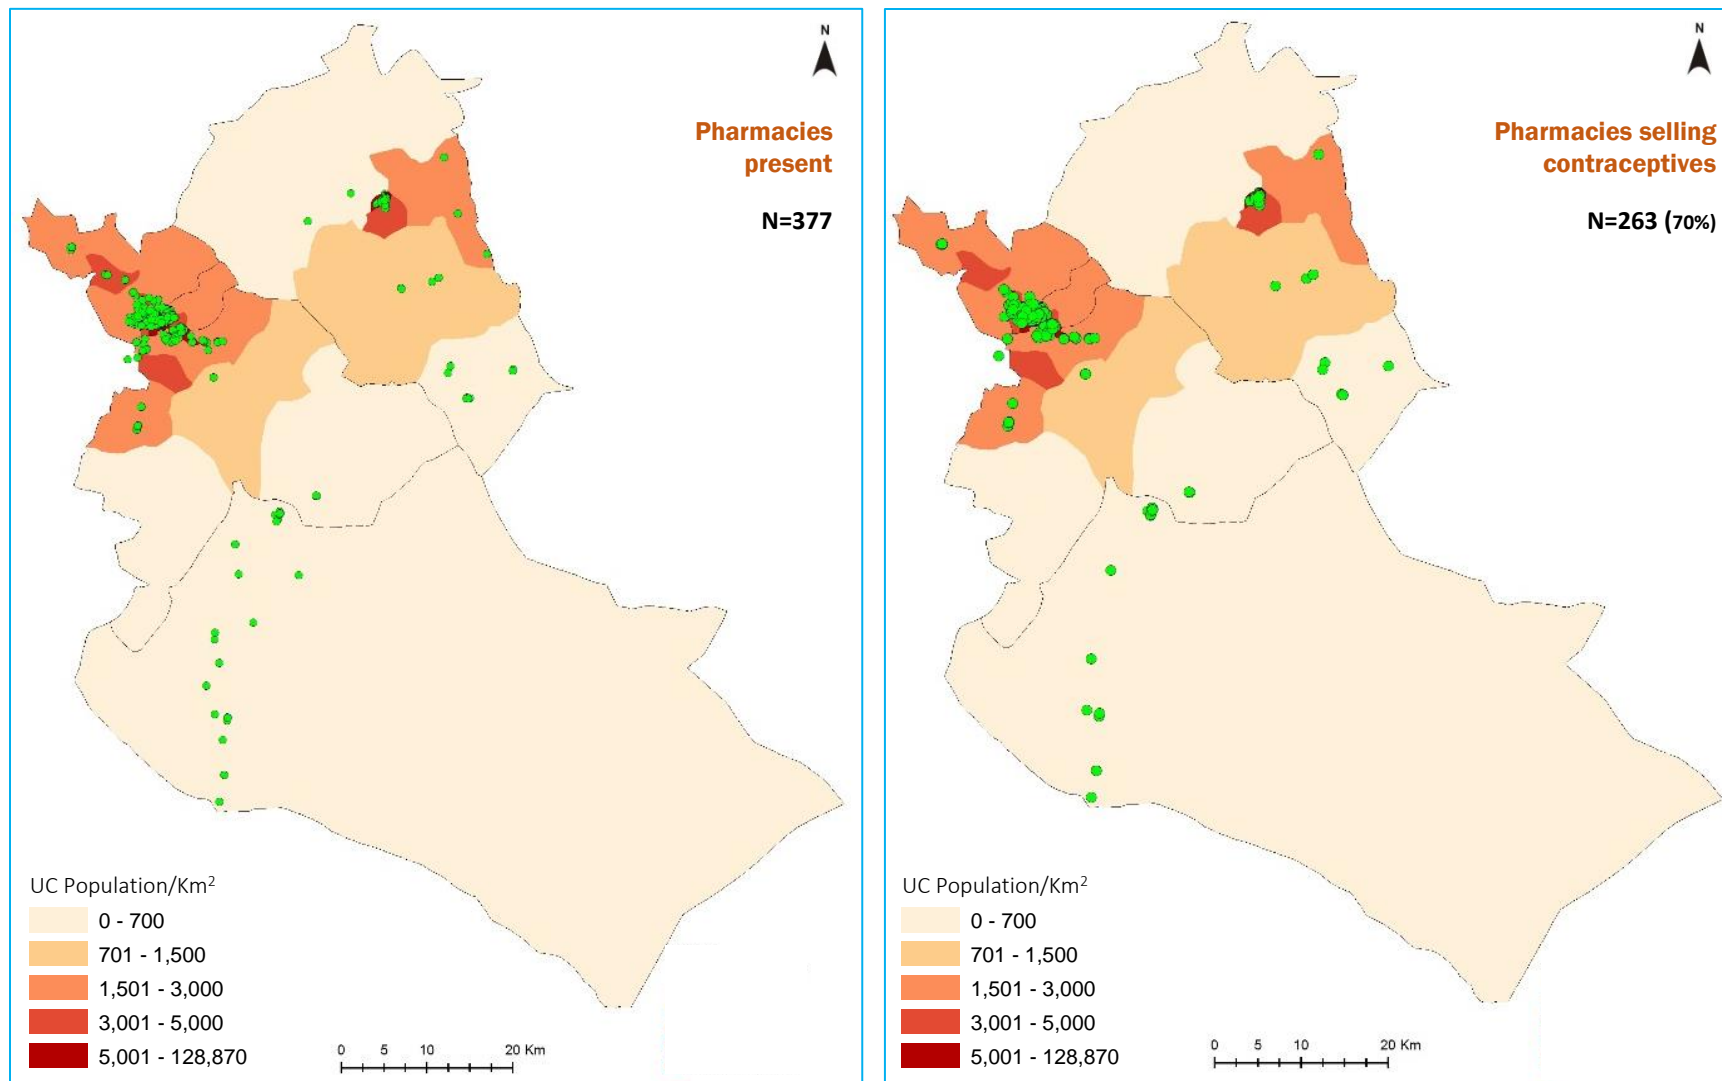 N
Pharmacies
present
N=377
UC Population/Km²
0 - 700
701 - 1,500
1,501 - 3,000
3,001 - 5,000
5,001 - 128,870
0 5 10 20 Km
N
Pharmacies selling
contraceptives
N=263 (70%)
UC Population/Km²
0 - 700
701 - 1,500
1,501 - 3,000
3,001 - 5,000
5,001 - 128,870
0 5 10 20 Km